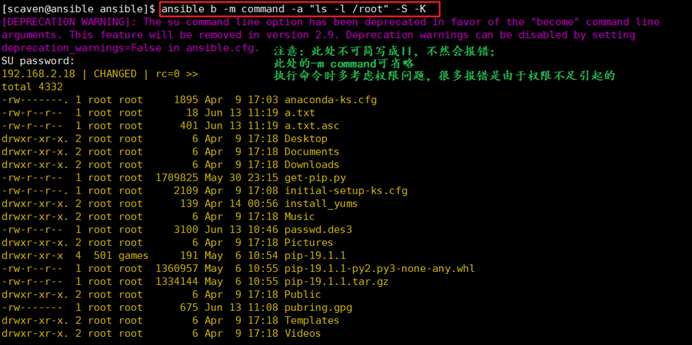 [scaven@ansible ansible]$ ansible b -m command -a "ls -l /root" -S -K
[DEPRECATION WARNING]: The su command line option has been deprecated in favor of the "become" command line
arguments. This feature will be removed in version 2.9. Deprecation warnings can be disabled by setting
deprecation_warnings=False in ansible.cfg.
注意：此处不可简写成ll，不然会报错；
SU password:
此处的-m command可省略
192.168.2.18 | CHANGED | rc=0 >>
执行命令时多考虑权限问题，很多报错是由于权限不足引起的
total 4332
-rw-------. 1 root root    1895 Apr  9 17:03 anaconda-ks.cfg
-rw-r--r--  1 root root      18 Jun 13 11:19 a.txt
-rw-r--r--  1 root root     401 Jun 13 11:19 a.txt.asc
drwxr-xr-x. 2 root root       6 Apr  9 17:18 Desktop
drwxr-xr-x. 2 root root       6 Apr  9 17:18 Documents
drwxr-xr-x. 2 root root       6 Apr  9 17:18 Downloads
-rw-r--r--  1 root root 1709825 May 30 23:15 get-pip.py
-rw-r--r--. 1 root root    2109 Apr  9 17:08 initial-setup-ks.cfg
drwxr-xr-x. 2 root root     139 Apr 14 00:56 install_yums
drwxr-xr-x. 2 root root       6 Apr  9 17:18 Music
-rw-r--r--  1 root root    3100 Jun 13 10:46 passwd.des3
drwxr-xr-x. 2 root root       6 Apr  9 17:18 Pictures
drwxr-xr-x  4  501 games    191 May  6 10:54 pip-19.1.1
-rw-r--r--  1 root root 1360957 May  6 10:55 pip-19.1.1-py2.py3-none-any.whl
-rw-r--r--  1 root root 1334144 May  6 10:55 pip-19.1.1.tar.gz
drwxr-xr-x. 2 root root       6 Apr  9 17:18 Public
-rw-------  1 root root     675 Jun 13 11:08 pubring.gpg
drwxr-xr-x. 2 root root       6 Apr  9 17:18 Templates
drwxr-xr-x. 2 root root       6 Apr  9 17:18 Videos